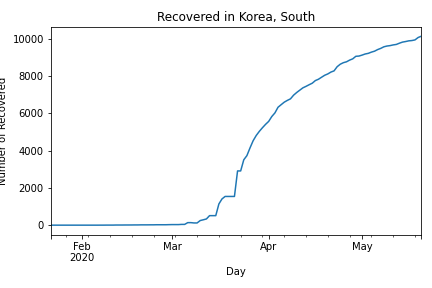 Recovered in Korea, South
Number of Recovered
10000
8000
6000
4000
2000
0
Feb
2020
Mar
Apr
May
Day